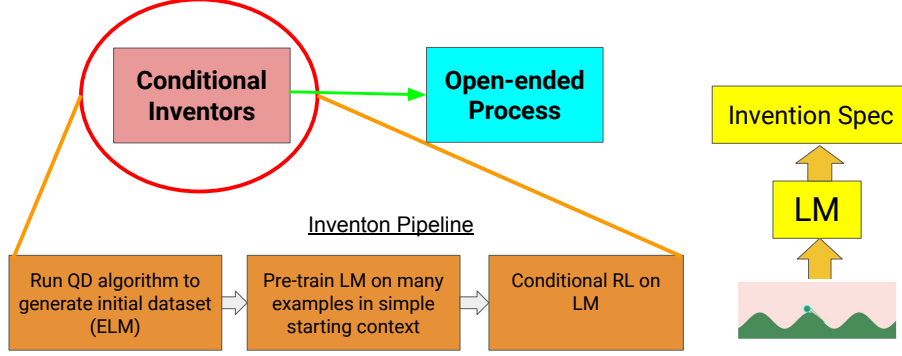 Conditional
Inventors
Open-ended
Process
Invention Spec
LM
Inventon Pipeline
Run QD algorithm to
generate initial dataset
(ELM)
Pre-train LM on many
examples in simple
starting context
Conditional RL on
LM